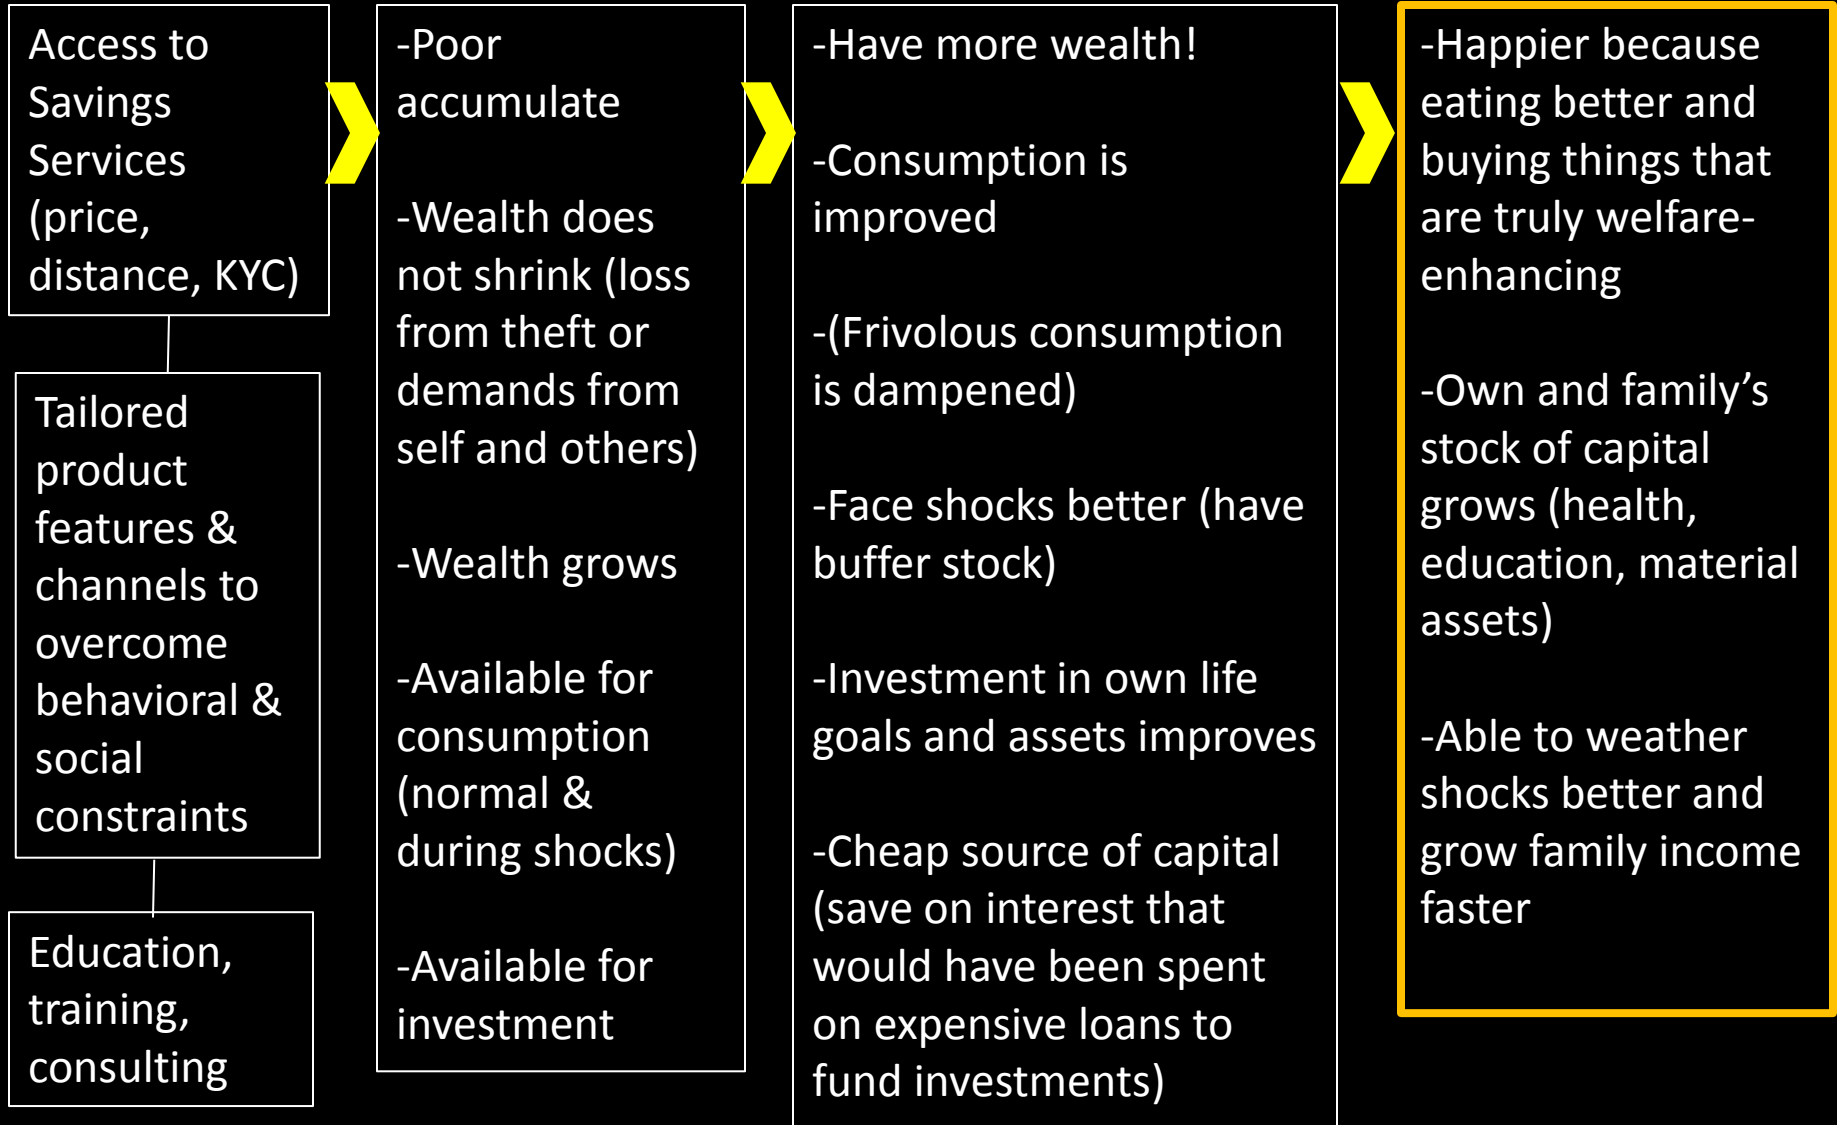 Access to
Savings
Services
(price,
distance, KYC)
Tailored
product
features &
channels to
overcome
behavioral &
social
constraints
Education,
training,
consulting
-Poor
accumulate
-Wealth does
not shrink (loss
from theft or
demands from
self and others)
-Wealth grows
-Available for
consumption
(normal &
during shocks)
-Available for
investment
-Have more wealth!
-Consumption is
improved
-(Frivolous consumption
is dampened)
-Face shocks better (have
buffer stock)
-Investment in own life
goals and assets improves
-Cheap source of capital
(save on interest that
would have been spent
on expensive loans to
fund investments)
-Happier because
eating better and
buying things that
are truly welfare-
enhancing
-Own and family’s
stock of capital
grows (health,
education, material
assets)
-Able to weather
shocks better and
grow family income
faster